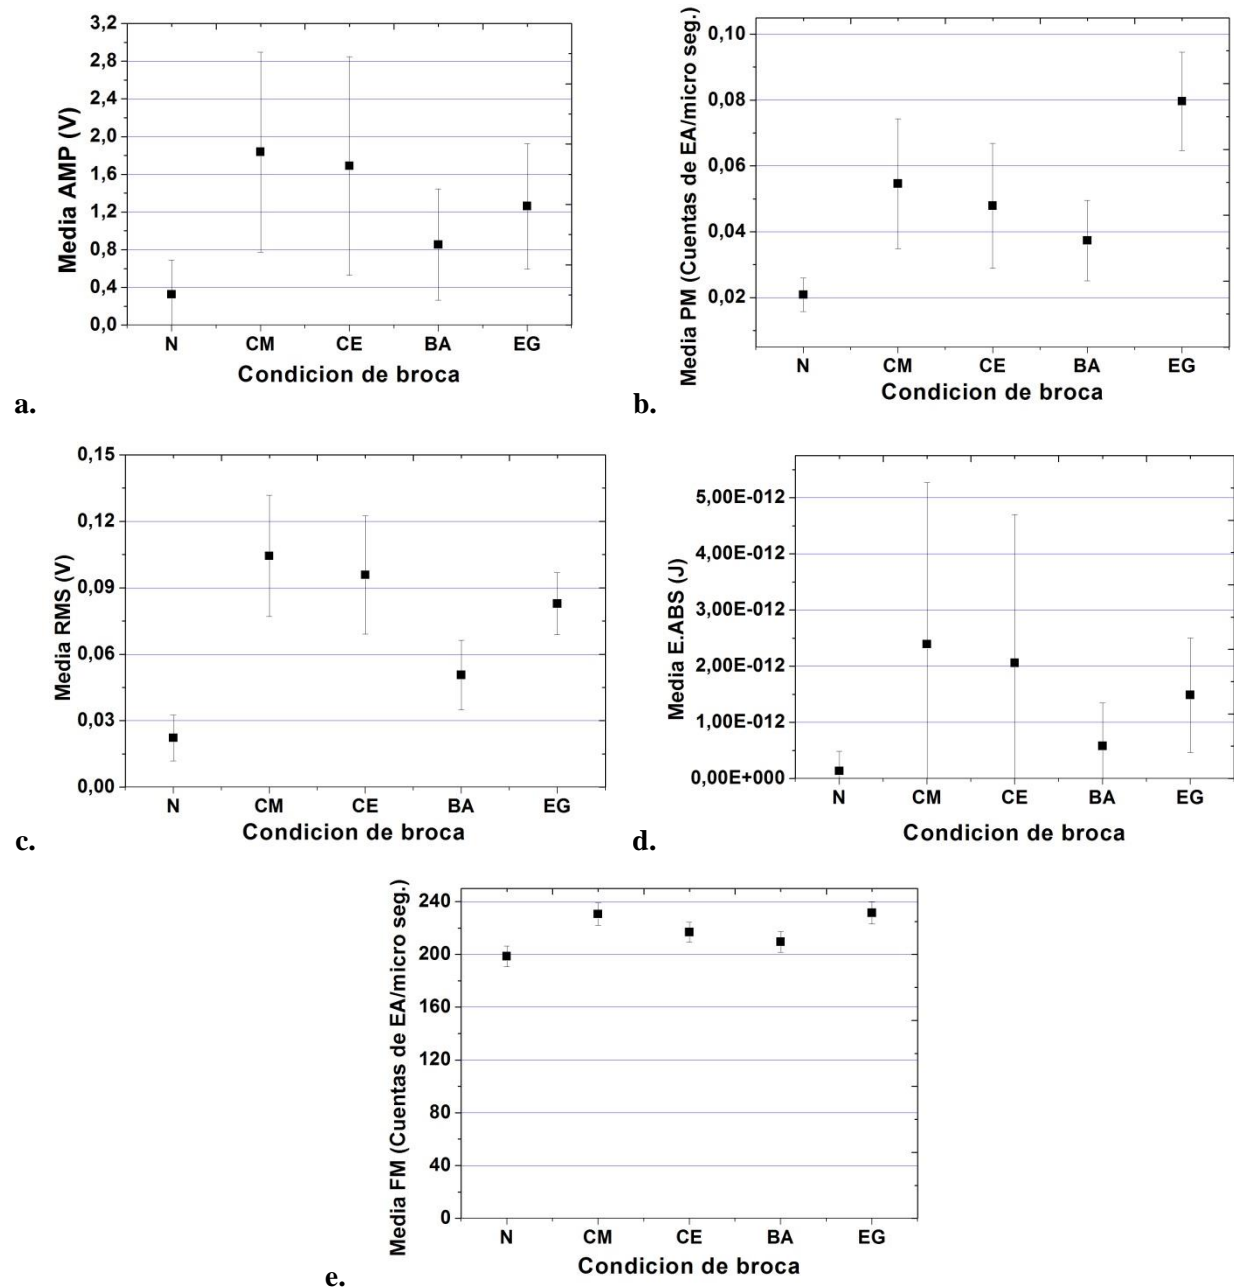 3,2
2,8
2,4
2,0
1,6
1,2
0,8
0,4
0,0
Media AMP (V)
N CM CE BA EG
Condicion de broca
a.
0,10
0,08
0,06
0,04
0,02
Media PM (Cuentas de EA/micro seg.)
N CM CE BA EG
Condicion de broca
b.
0,15
0,12
0,09
0,06
0,03
0,00
Media RMS (V)
N CM CE BA EG
Condicion de broca
c.
5,00E-012
4,00E-012
3,00E-012
2,00E-012
1,00E-012
0,00E+000
Media E.ABS (J)
N CM CE BA EG
Condicion de broca
d.
240
200
160
120
80
40
0
Media FM (Cuentas de EA/micro seg.)
N CM CE BA EG
Condicion de broca
e.